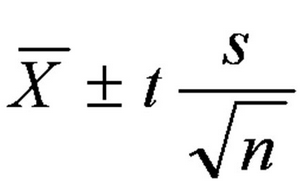 X̄ ± t s/√n